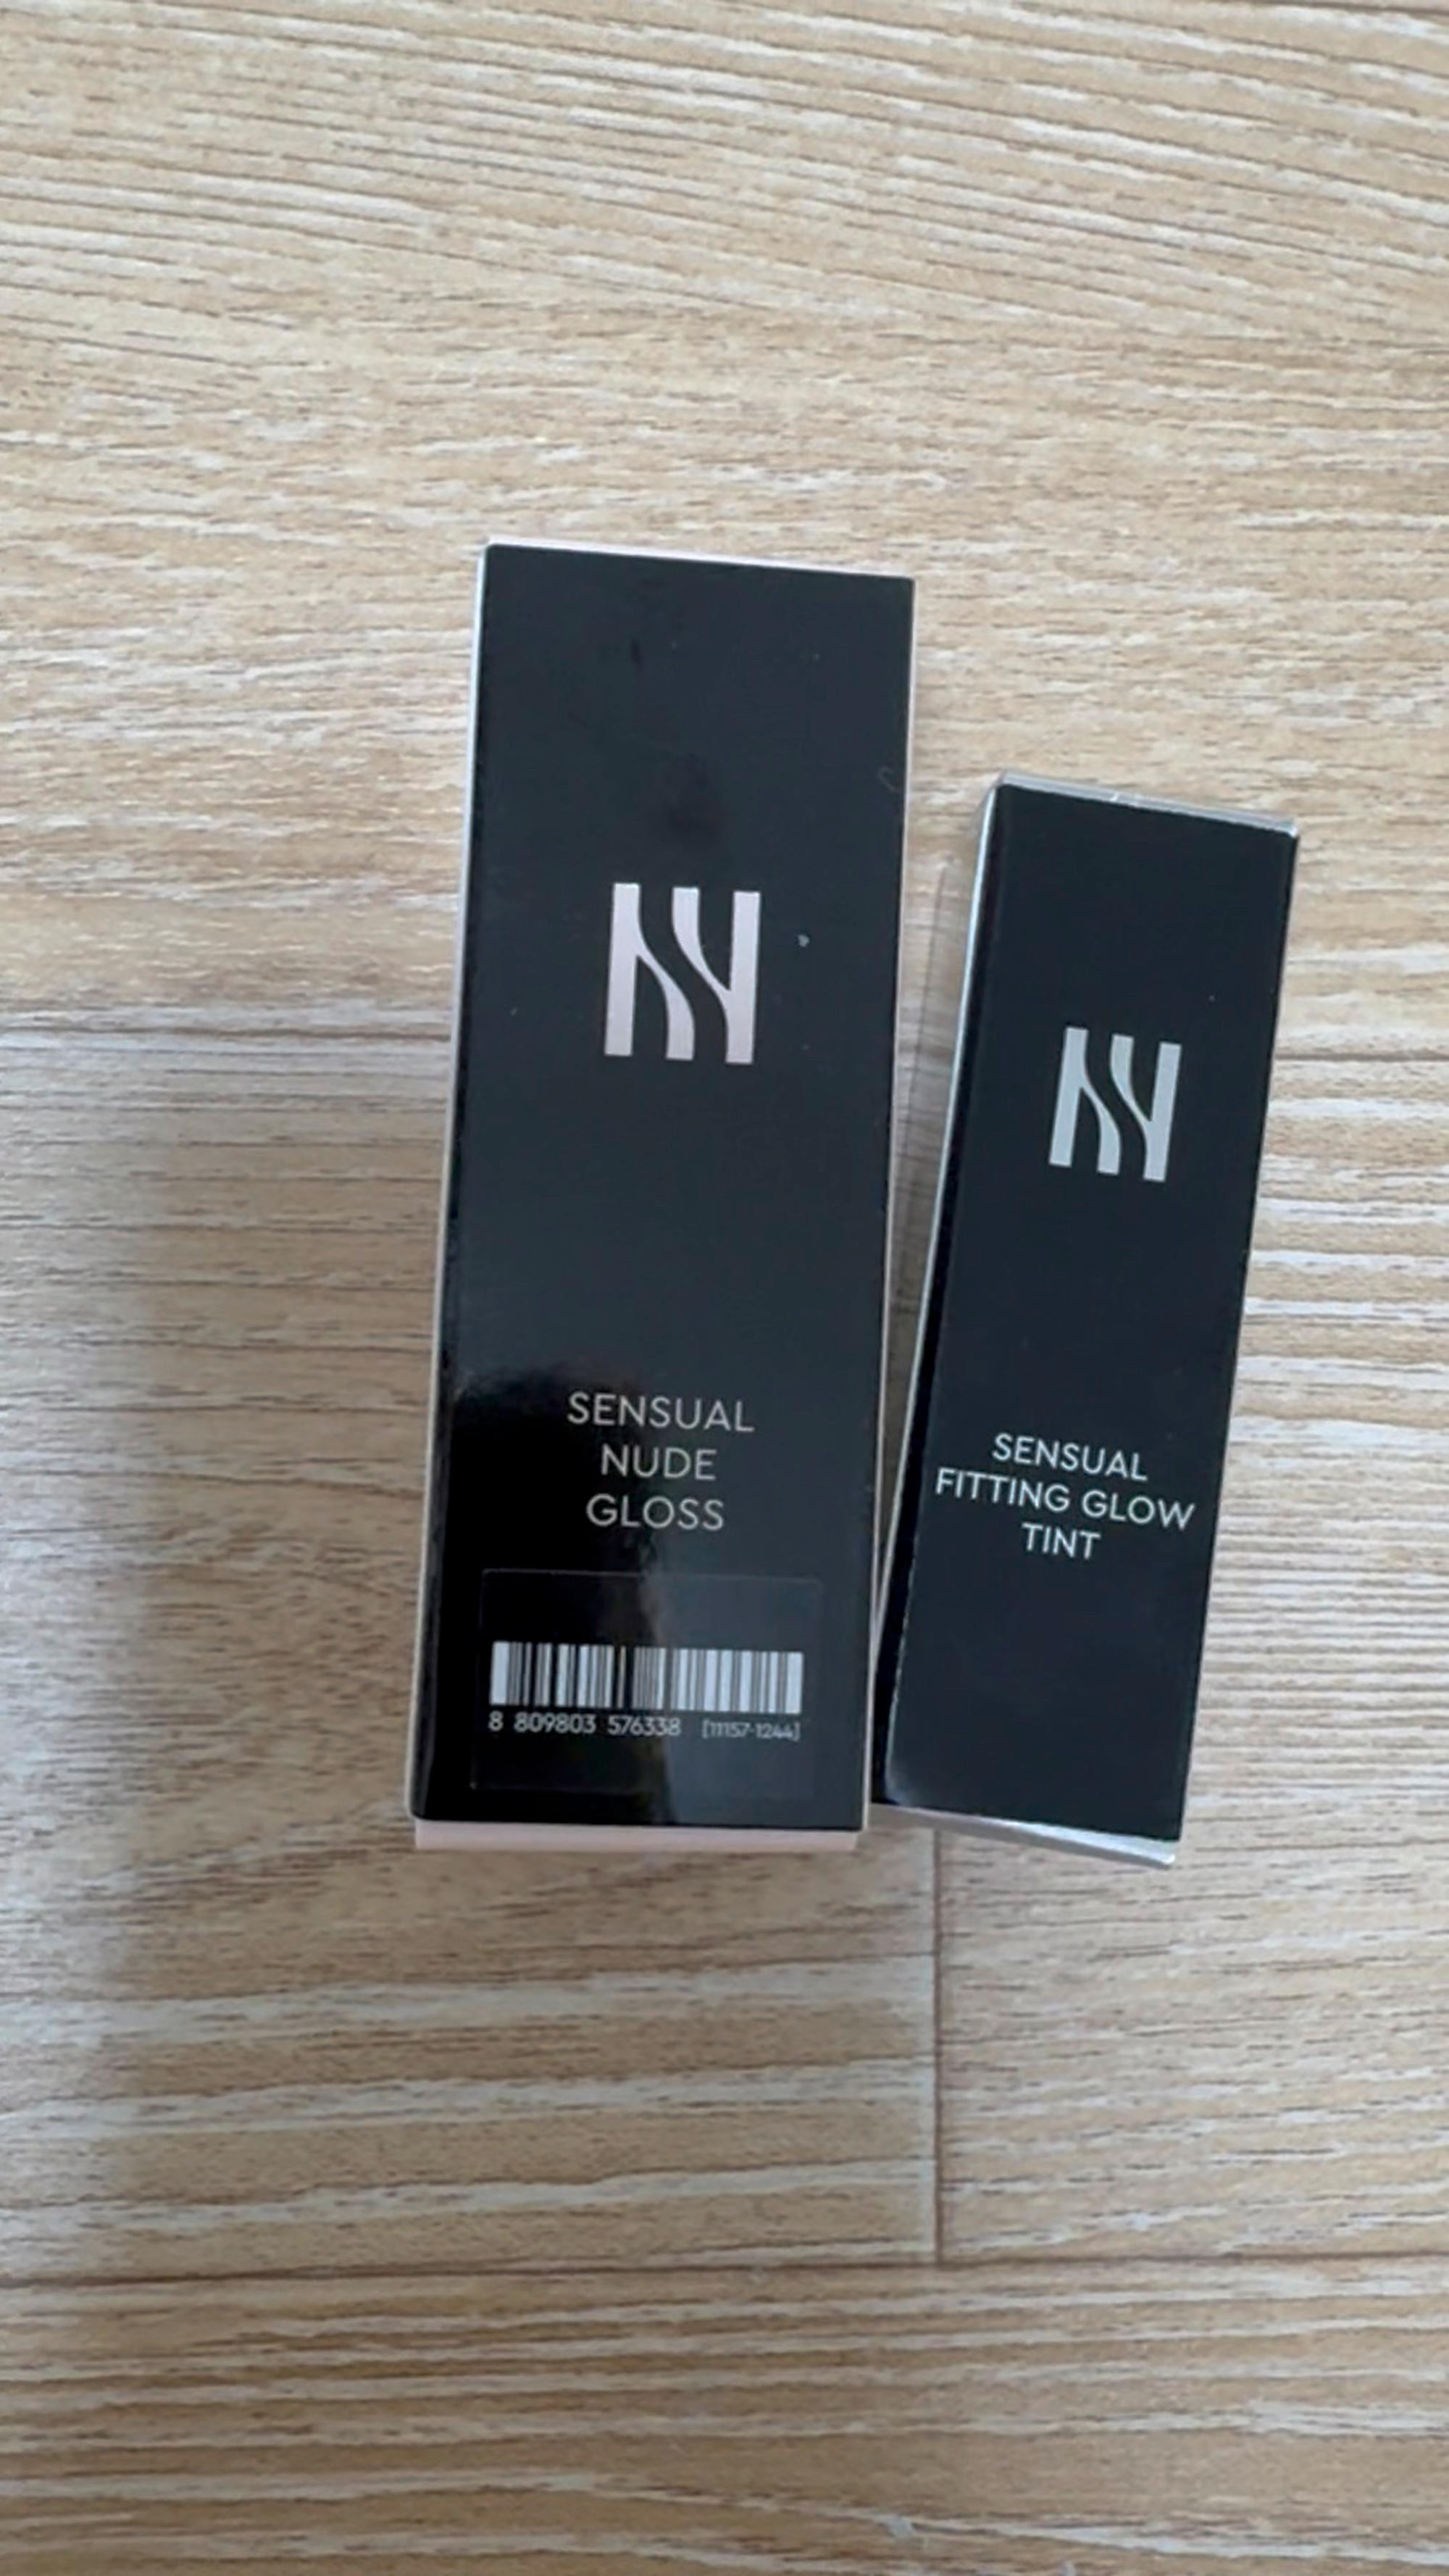 SENSUAL
NUDE
GLOSS
8 809803 576338 [11157-1244]
SENSUAL
FITTING GLOW
TINT